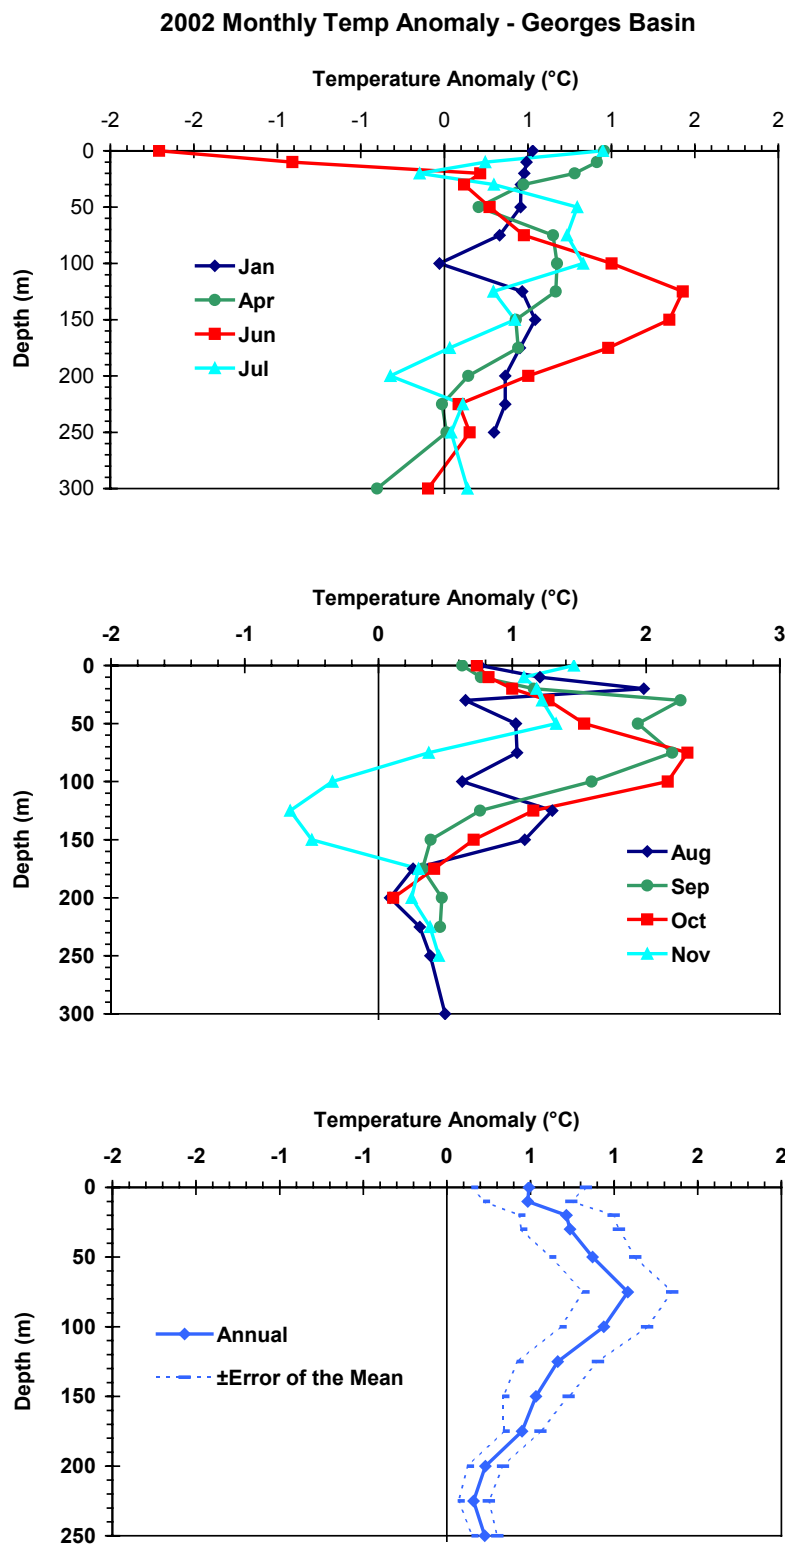 2002 Monthly Temp Anomaly - Georges Basin
Temperature Anomaly (°C)
-2 -2 -1 -1 0 1 1 2 2
0
50
100
150
200
250
300
Depth (m)
Jan
Apr
Jun
Jul
Temperature Anomaly (°C)
-2 -1 0 1 2 3
0
50
100
150
200
250
300
Depth (m)
Aug
Sep
Oct
Nov
Temperature Anomaly (°C)
-2 -2 -1 -1 0 1 1 2 2
0
50
100
150
200
250
Depth (m)
Annual
±Error of the Mean